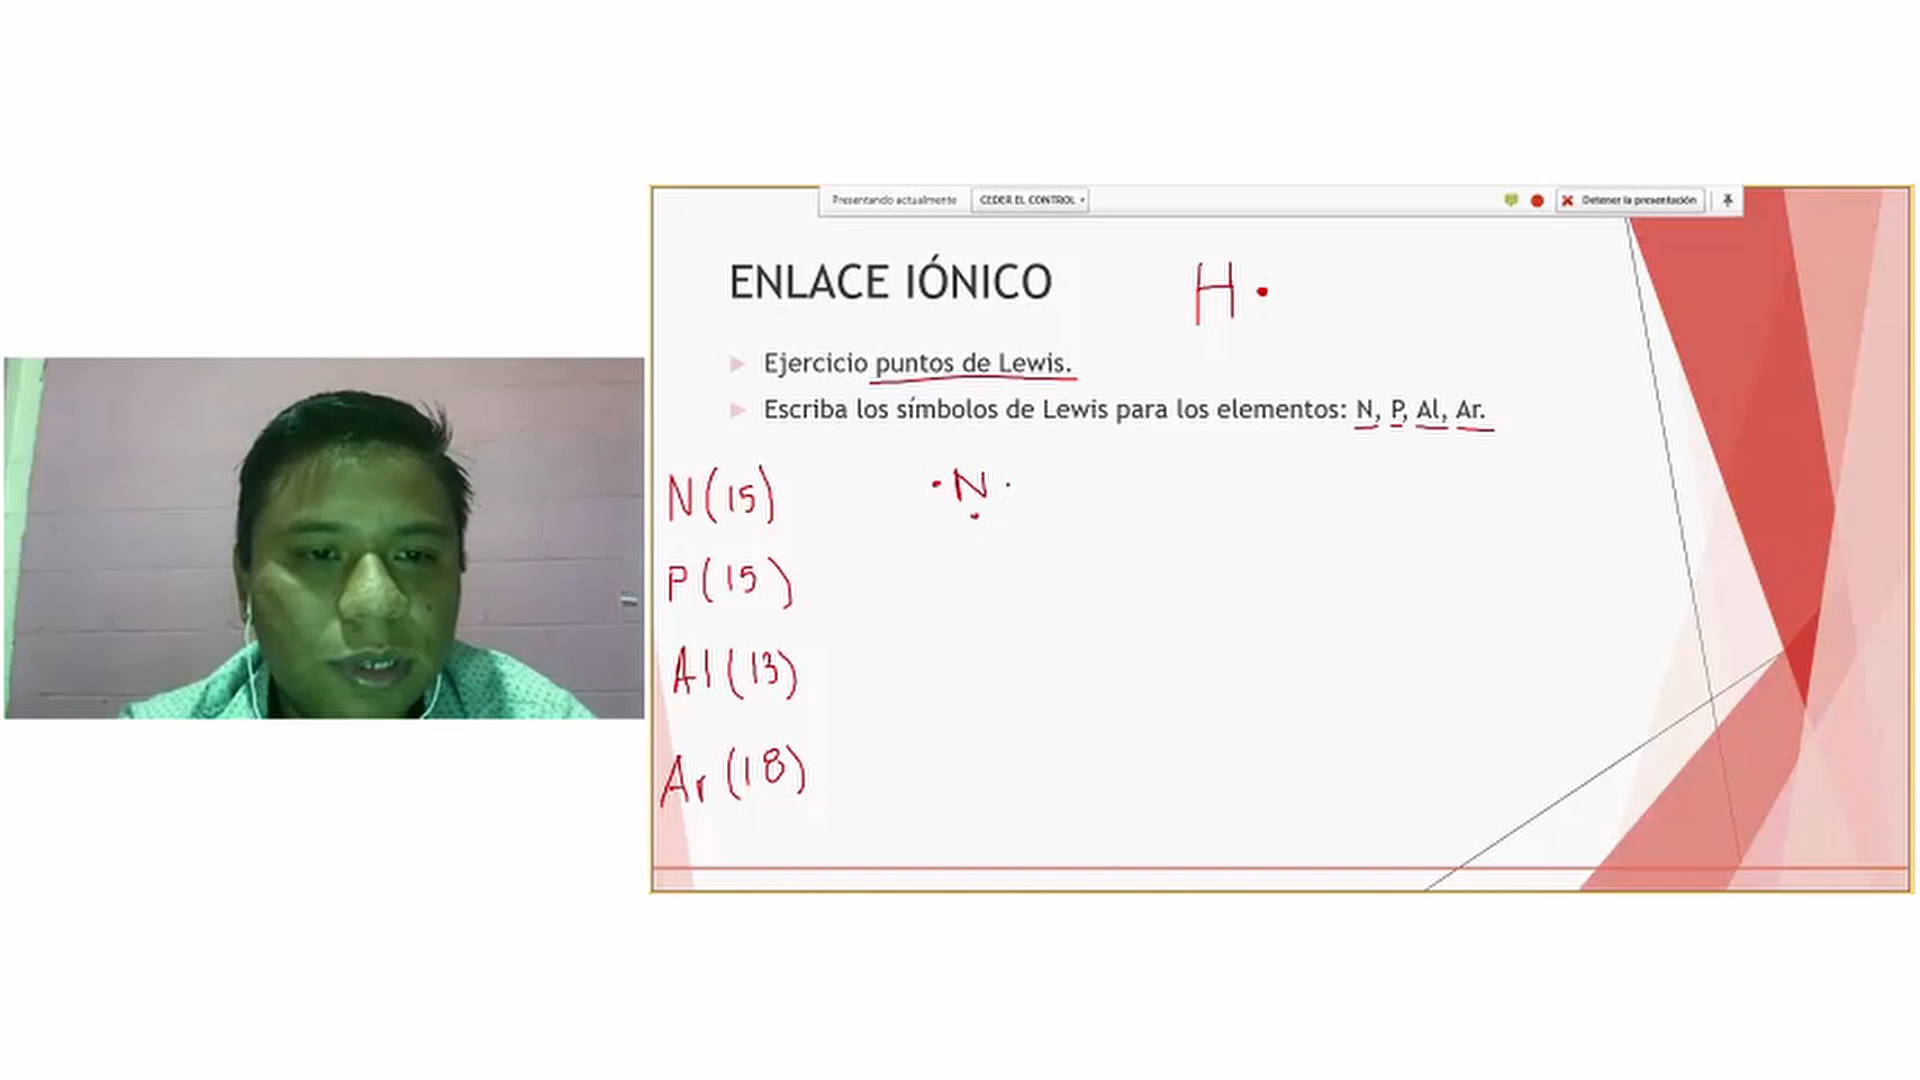 Presentando actualmente CEDER EL CONTROL Detener la presentación
ENLACE IÓNICO H •
Ejercicio puntos de Lewis.
Escriba los símbolos de Lewis para los elementos: N, P, Al, Ar.
N (15) • N •
P (15)
Al (13)
Ar (18)